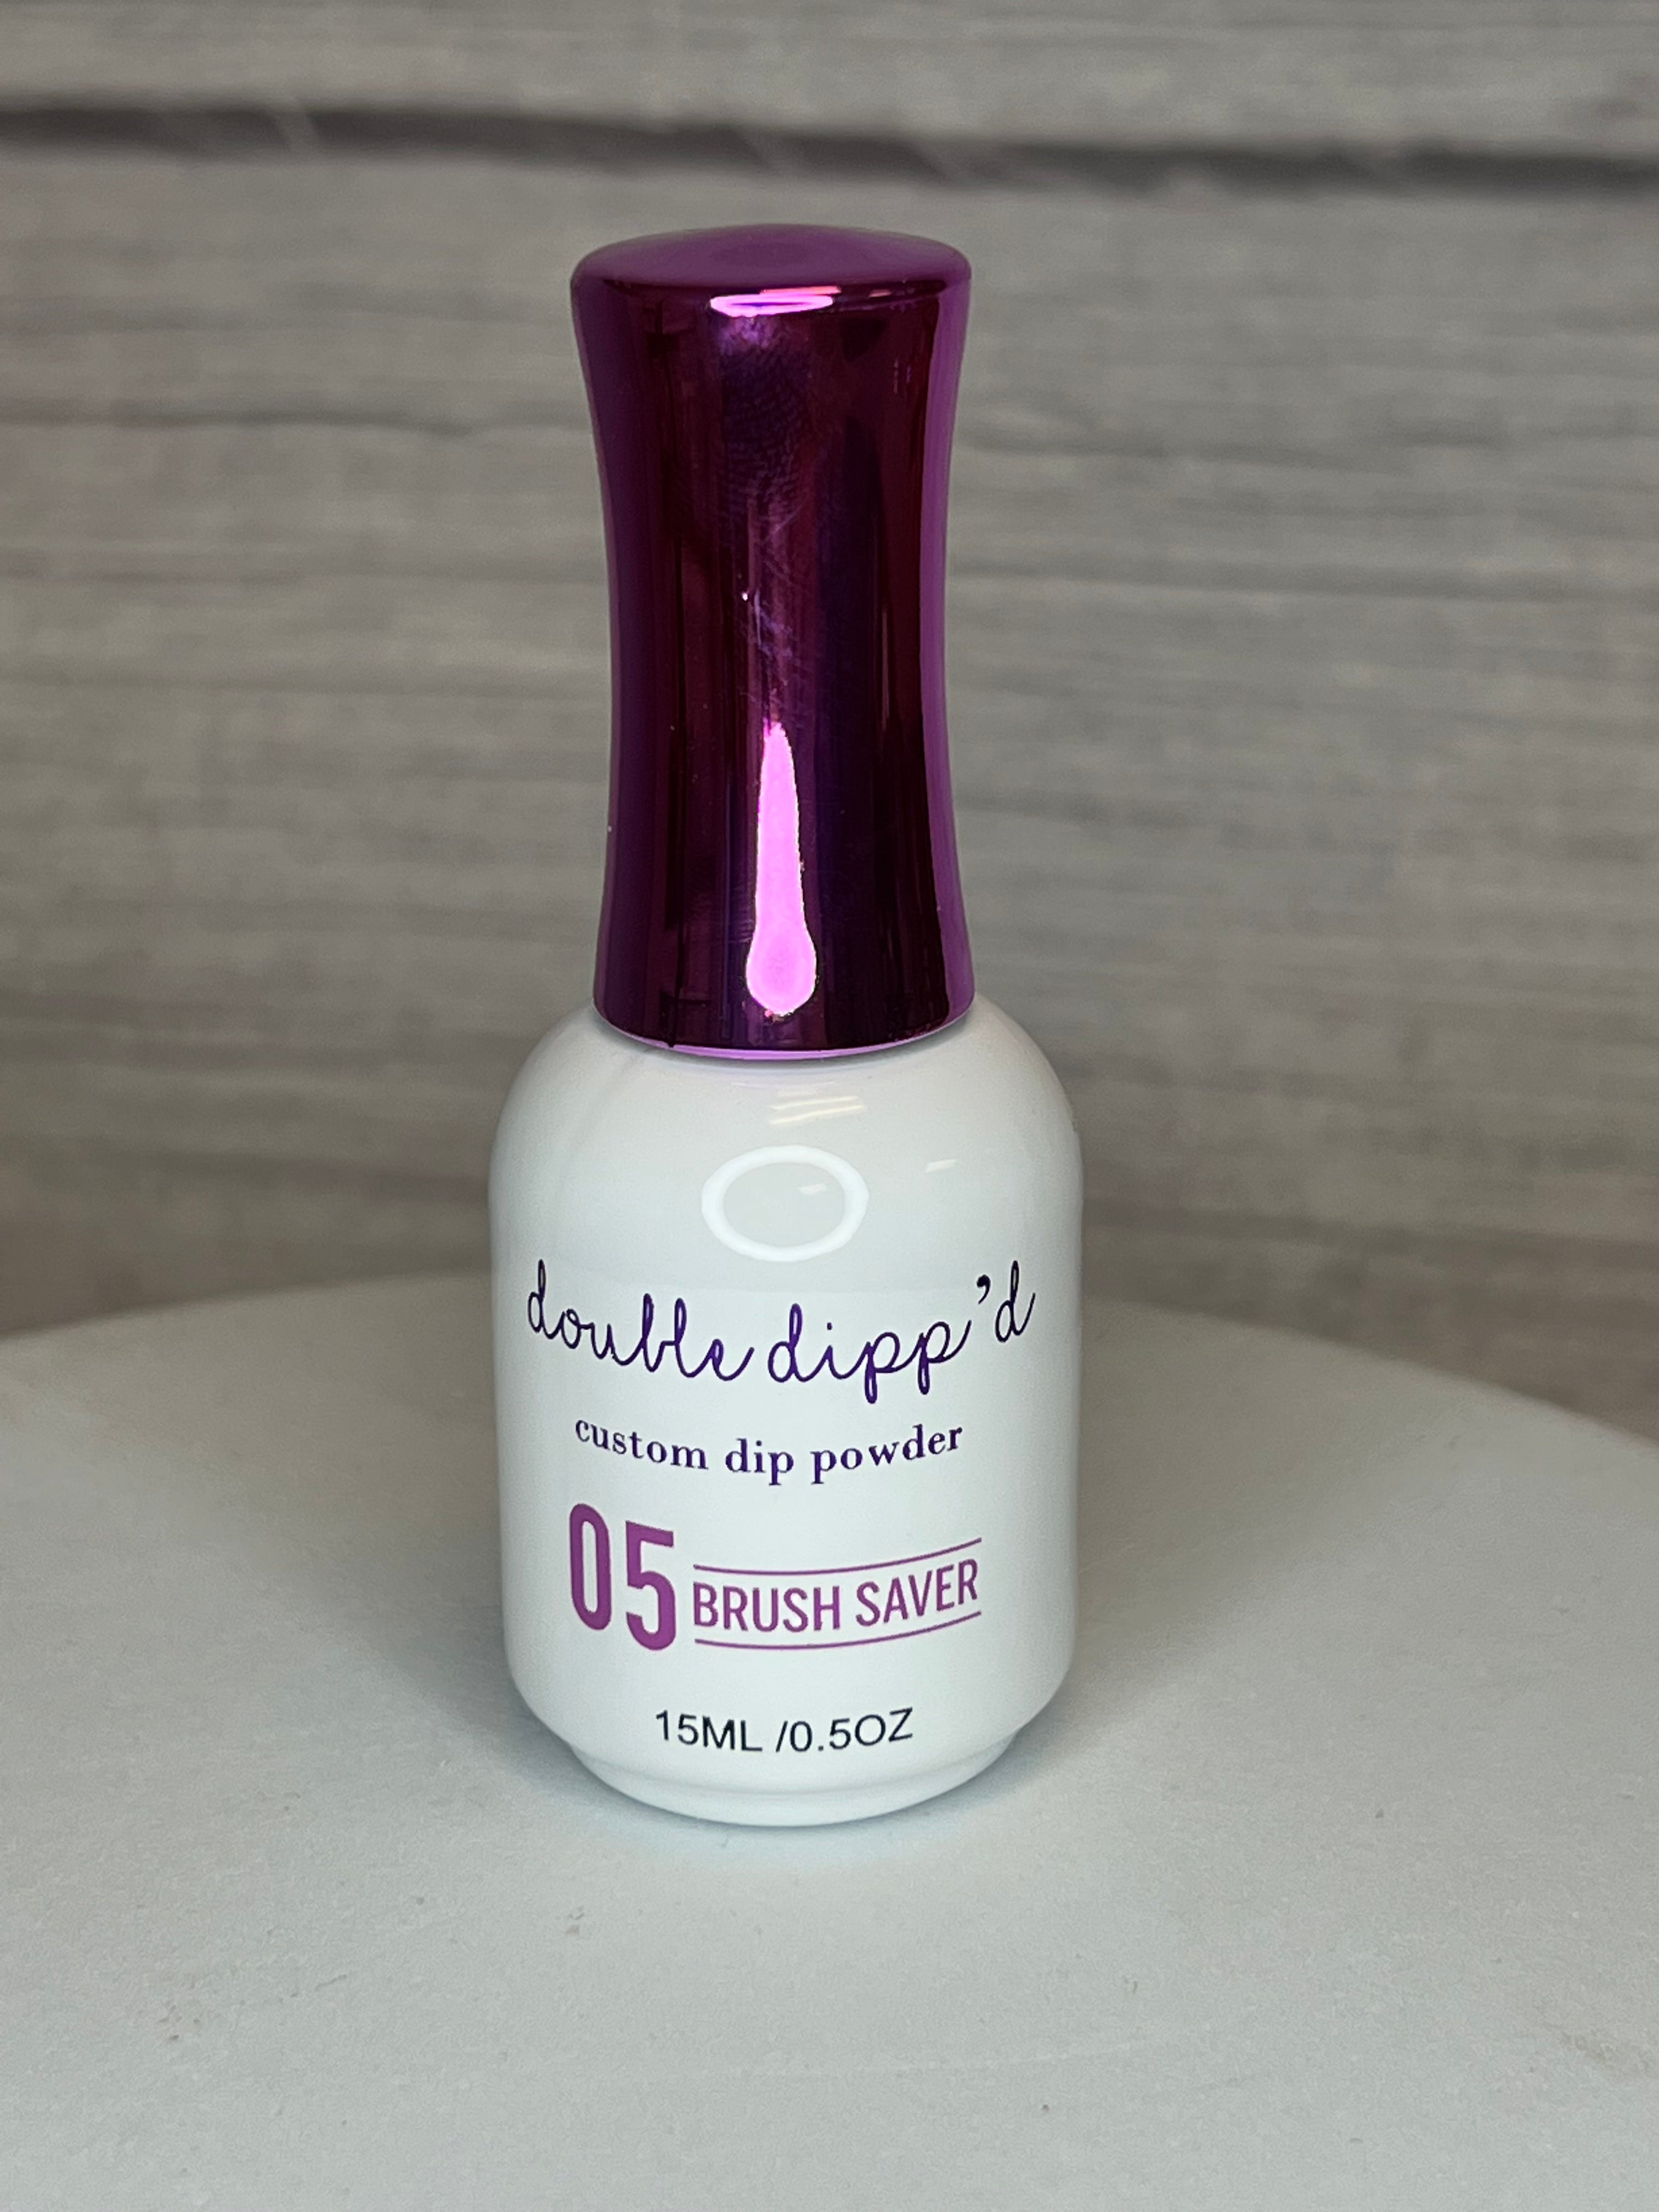 double dipp'd
custom dip powder
05 BRUSH SAVER
15ML /0.5OZ